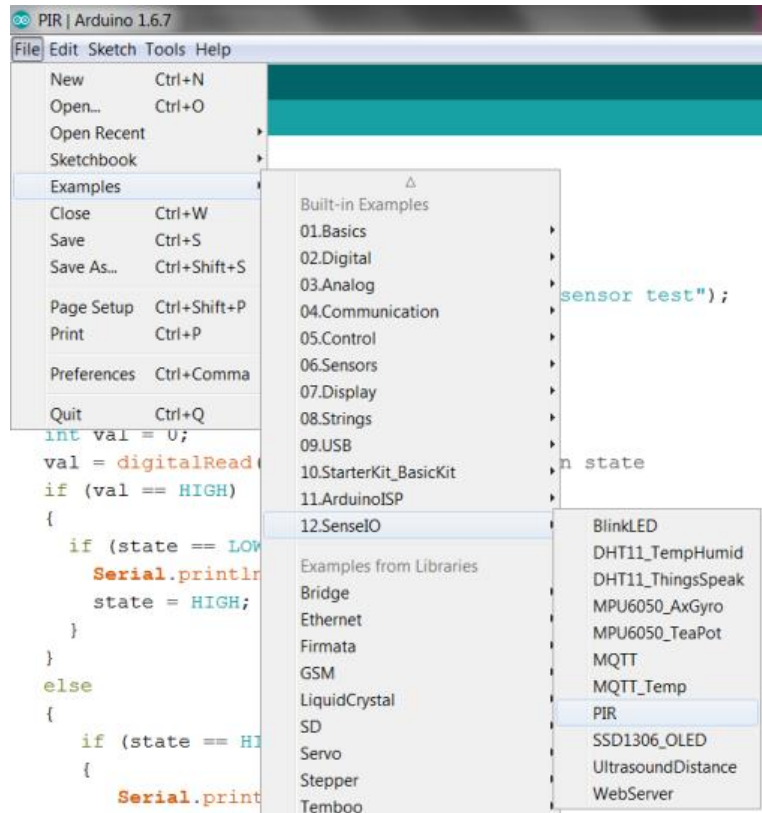 PIR | Arduino 1.6.7
File Edit Sketch Tools Help
New Ctrl+N
Open... Ctrl+O
Open Recent
Sketchbook
Examples
Close Ctrl+W
Save Ctrl+S
Save As... Ctrl+Shift+S
Page Setup Ctrl+Shift+P
Print Ctrl+P
Preferences Ctrl+Comma
Quit Ctrl+Q
Built-in Examples
01.Basics
02.Digital
03.Analog
04.Communication
05.Control
06.Sensors
07.Display
08.Strings
09.USB
10.StarterKit_BasicKit
11.ArduinoISP
12.SenseIO
Examples from Libraries
Bridge
Ethernet
Firmata
GSM
LiquidCrystal
SD
Servo
Stepper
Temboo
BlinkLED
DHT11_TempHumid
DHT11_ThingsSpeak
MPU6050_AxGyro
MPU6050_TeaPot
MQTT
MQTT_Temp
PIR
SSD1306_OLED
UltrasoundDistance
WebServer
sensor test");
int val = 0;
val = digitalRead( n state
if (val == HIGH)
{
if (state == LOW
Serial.println
state = HIGH;
}
}
else
{
if (state == HI
{
Serial.print